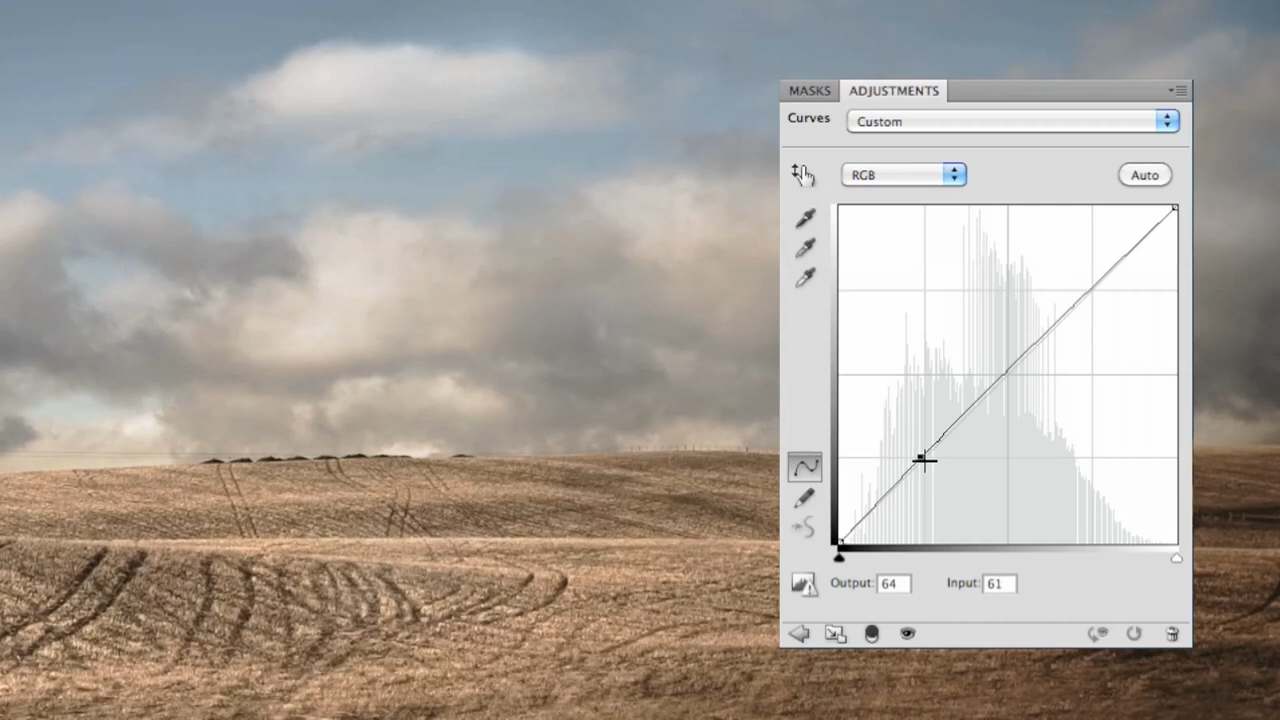 MASKS ADJUSTMENTS
Curves Custom
RGB Auto
Output: 64 Input: 61